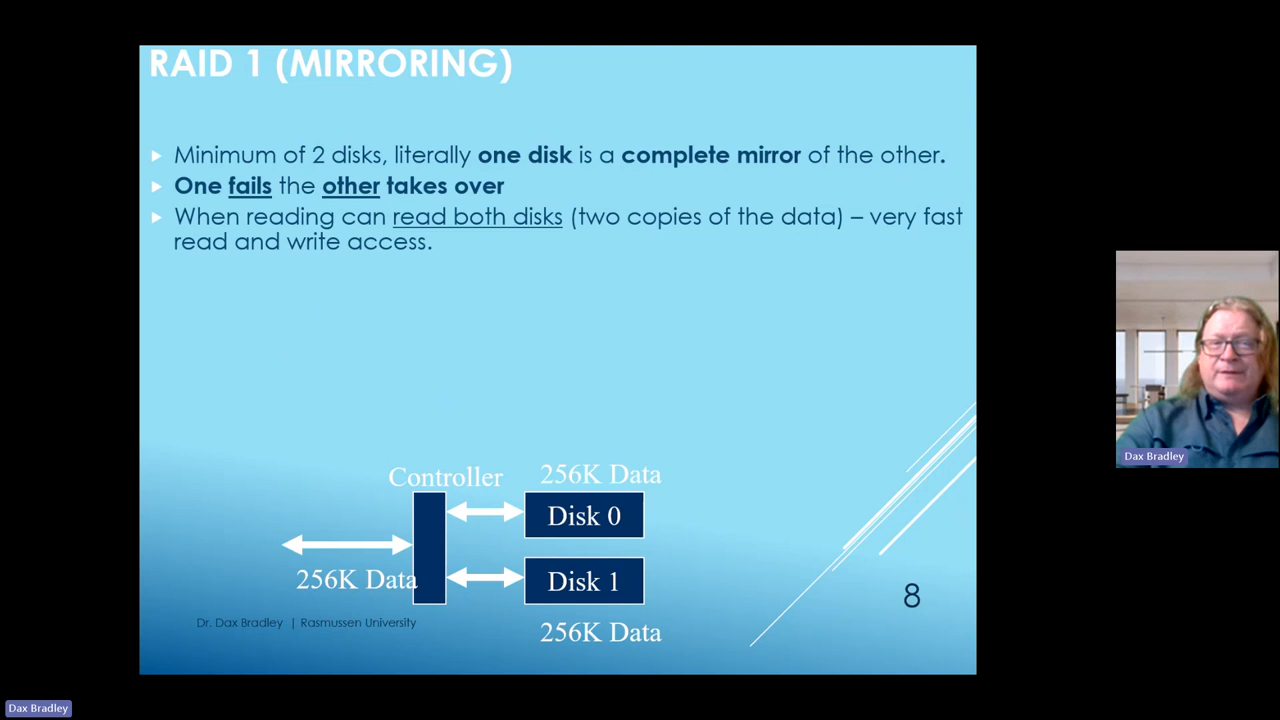 RAID 1 (MIRRORING)
Minimum of 2 disks, literally one disk is a complete mirror of the other.
One fails the other takes over
When reading can read both disks (two copies of the data) – very fast
read and write access.
Controller
256K Data
Disk 0
256K Data
Disk 1
256K Data
8
Dr. Dax Bradley | Rasmussen University
Dax Bradley
Dax Bradley